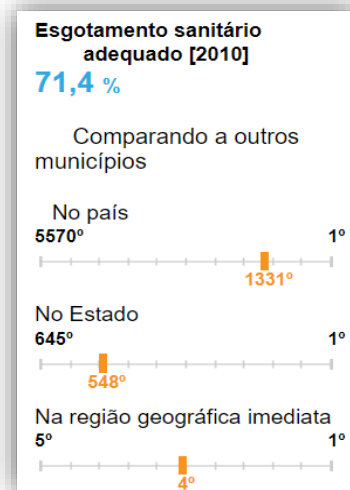 Esgotamento sanitário
adequado [2010]
71,4 %
Comparando a outros
municípios
No país
5570º 1º
1331º
No Estado
645º 1º
548º
Na região geográfica imediata
5º 1º
4º